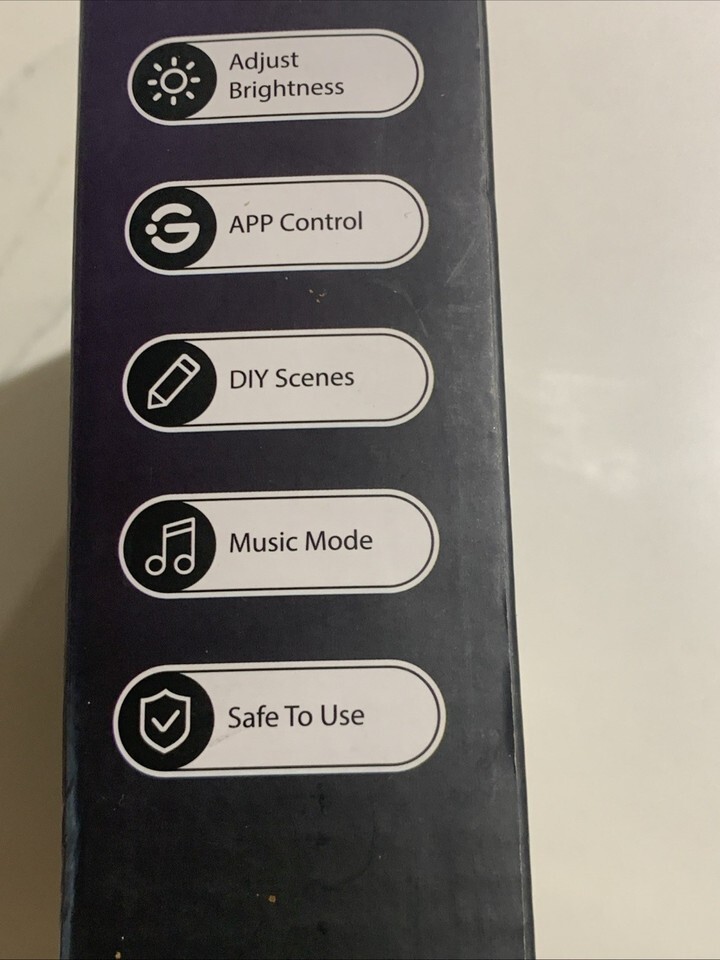 Adjust
Brightness
APP Control
DIY Scenes
Music Mode
Safe To Use